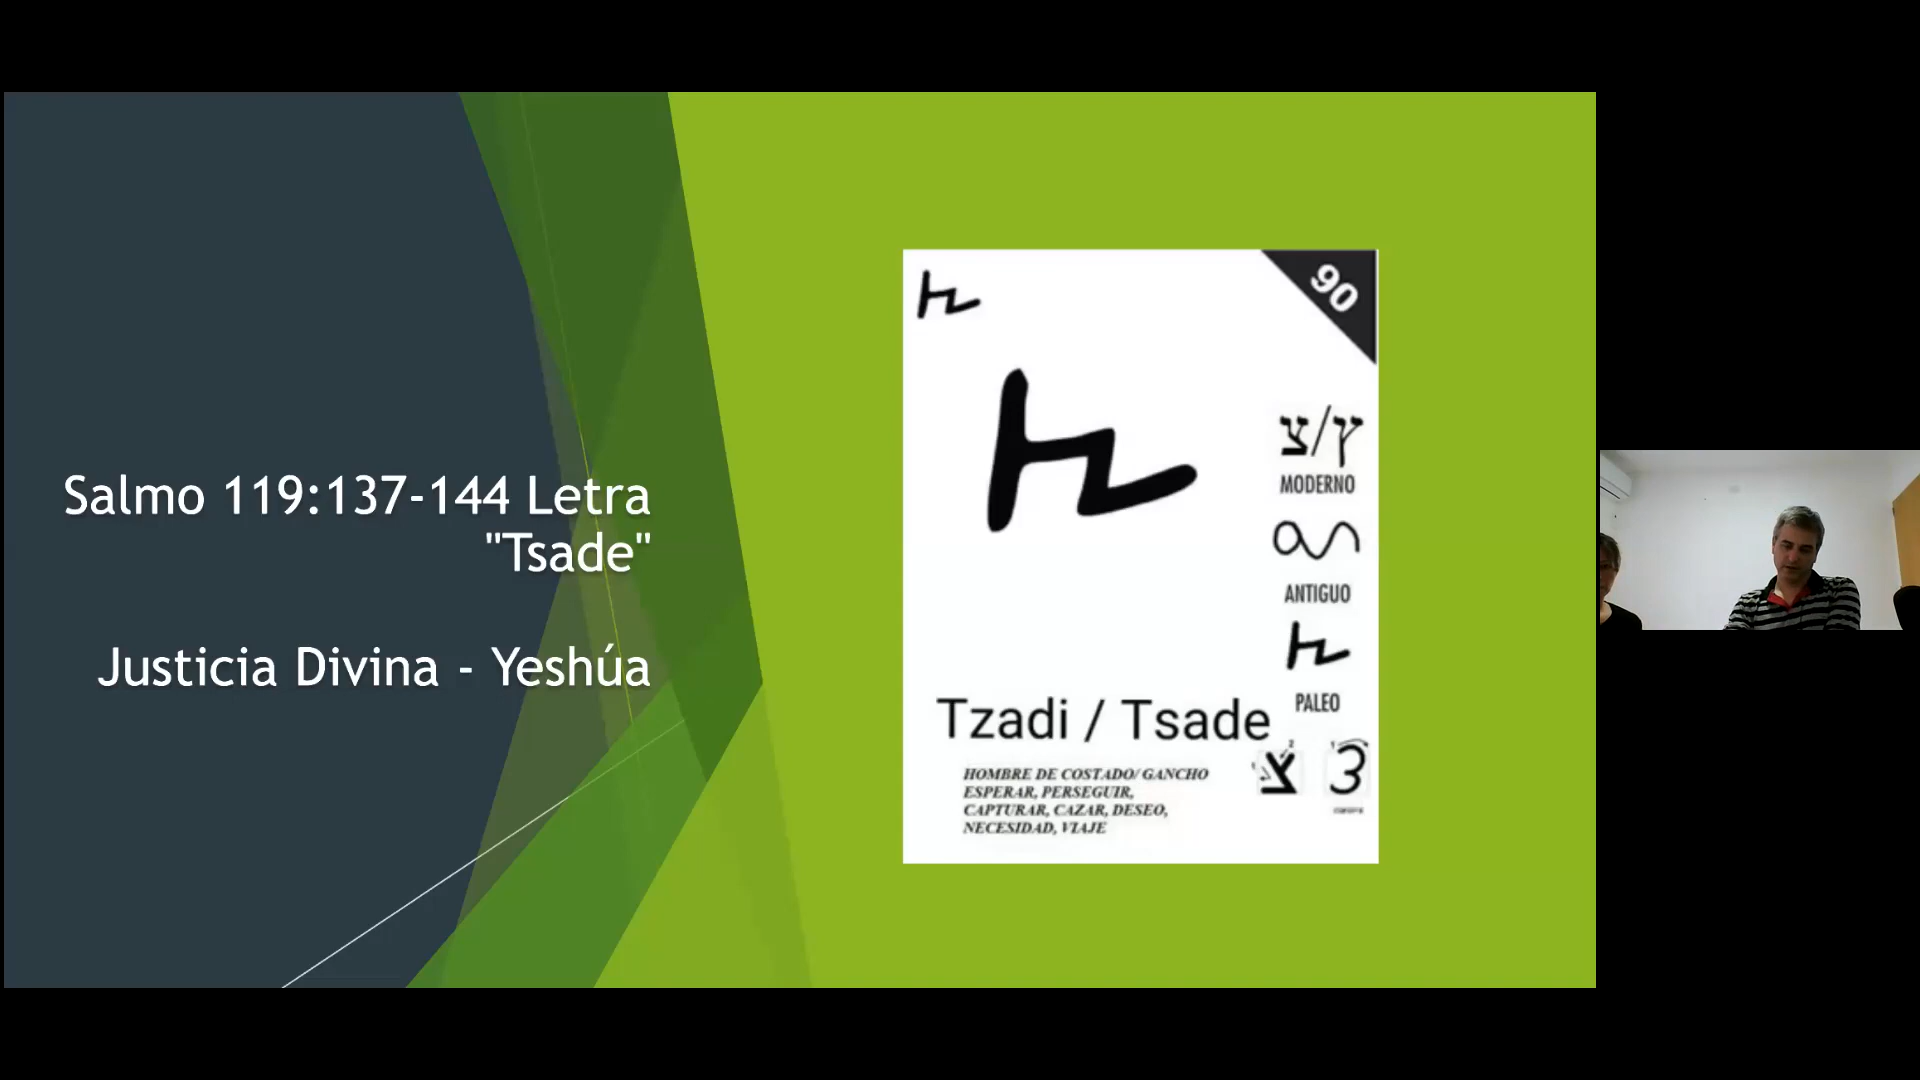 Salmo 119:137-144 Letra
"Tsade"
Justicia Divina - Yeshúa
90
צ/ץ
MODERNO
ANTIGUO
PALEO
Tzadi / Tsade
HOMBRE DE COSTADO/ GANCHO
ESPERAR, PERSEGUIR,
CAPTURAR, CAZAR, DESEO,
NECESIDAD, VIAJE